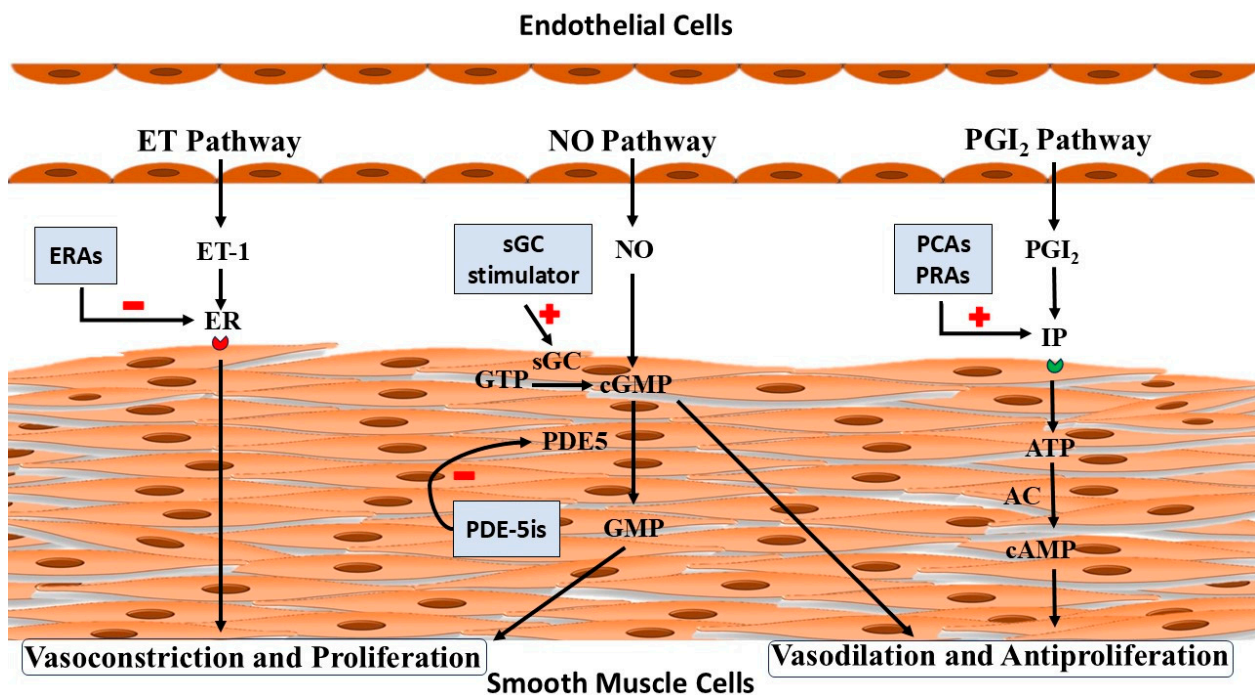 Endothelial Cells
ET Pathway
NO Pathway
PGI₂ Pathway
ERAs
ET-1
sGC
stimulator
NO
PCAs
PRAs
PGI₂
ER
IP
sGC
GTP
cGMP
PDE5
ATP
AC
PDE-5is
GMP
cAMP
Vasoconstriction and Proliferation
Vasodilation and Antiproliferation
Smooth Muscle Cells